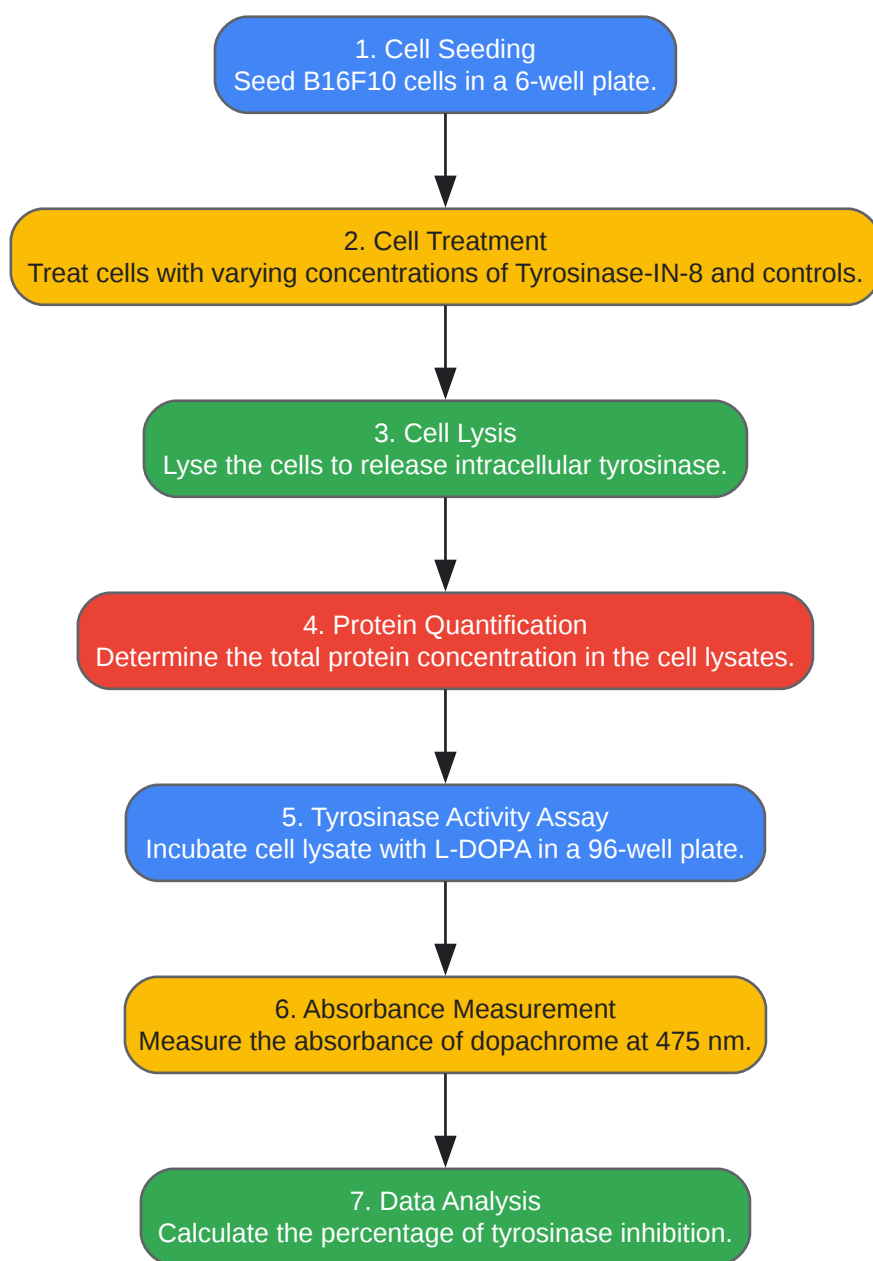 1. Cell Seeding
Seed B16F10 cells in a 6-well plate.
2. Cell Treatment
Treat cells with varying concentrations of Tyrosinase-IN-8 and controls.
3. Cell Lysis
Lyse the cells to release intracellular tyrosinase.
4. Protein Quantification
Determine the total protein concentration in the cell lysates.
5. Tyrosinase Activity Assay
Incubate cell lysate with L-DOPA in a 96-well plate.
6. Absorbance Measurement
Measure the absorbance of dopachrome at 475 nm.
7. Data Analysis
Calculate the percentage of tyrosinase inhibition.